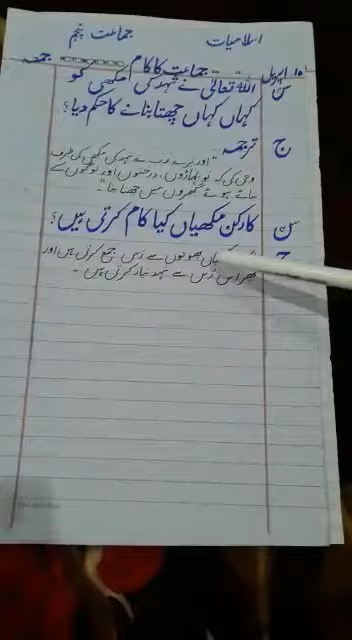 اسلامیات جماعت پنجم
۱۵ اپریل جماعت کا کام جمعہ
س اللہ تعالیٰ نے شہد کی مکھی کو
کہاں کہاں چھتا بنانے کا حکم دیا؟
ج ترجمہ "اور تیرے رب نے شہد کی مکھی کی طرف
وحی کی کہ تو پہاڑوں، درختوں اور لوگوں کے
بنائے ہوئے گھروں میں چھتا بنا"۔
س کارکن مکھیاں کیا کام کرتی ہیں؟
ج پھولوں سے رس جمع کرتی ہیں اور
پھر اس رس سے شہد تیار کرتی ہیں۔